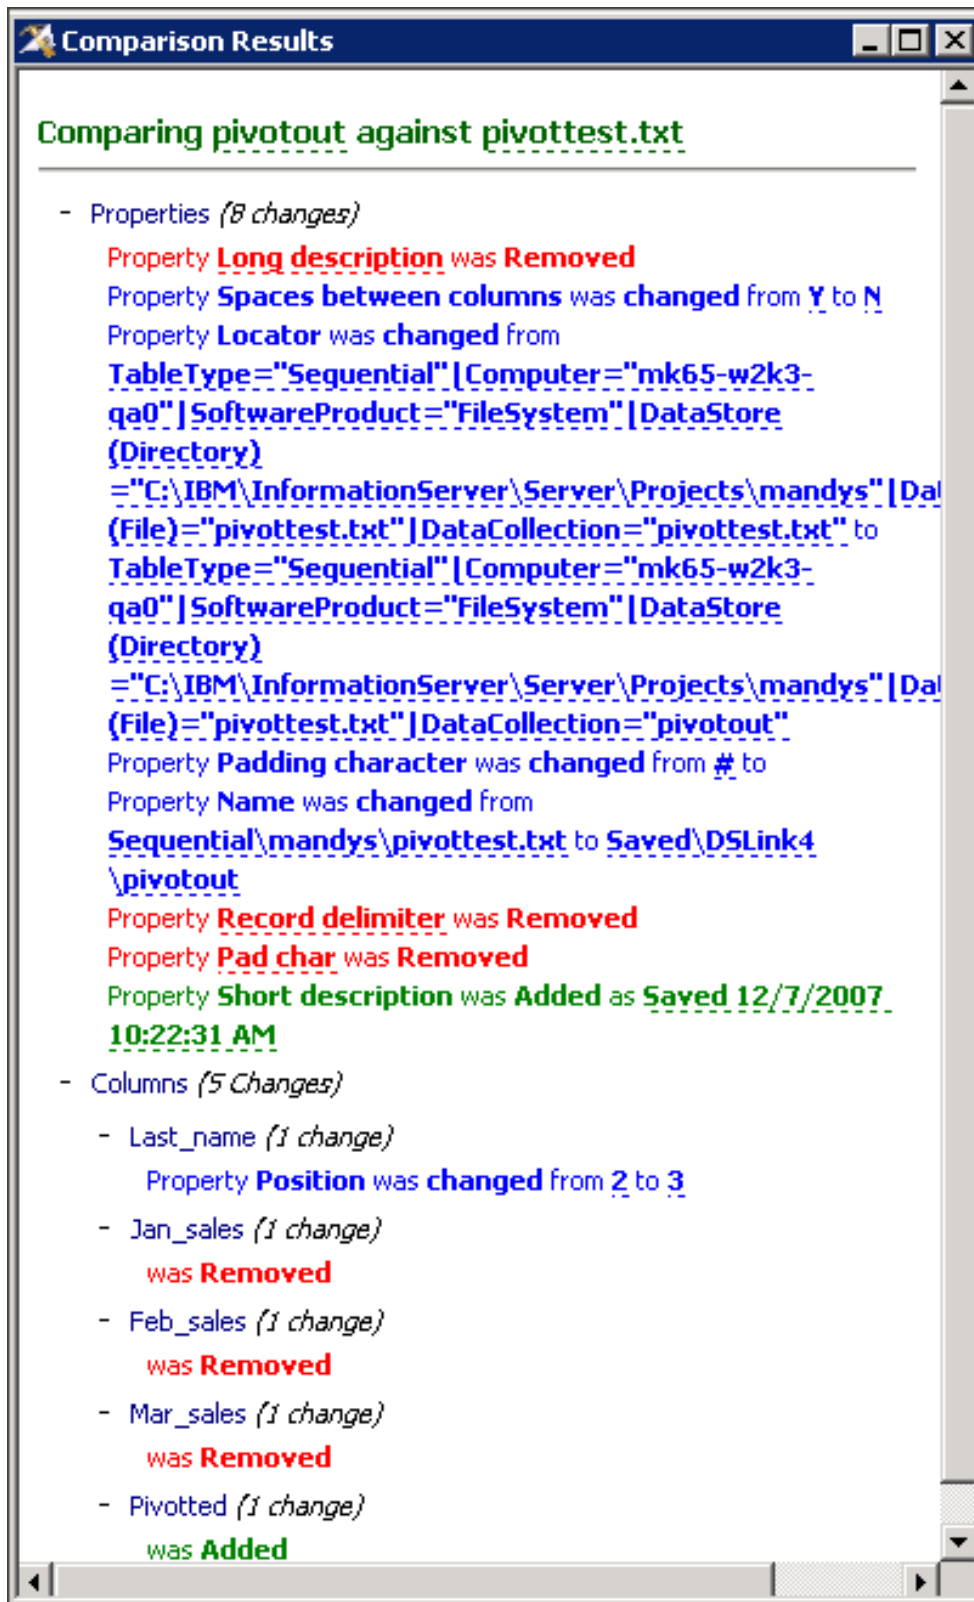 Comparison Results
Comparing pivotout against pivottest.txt
- Properties (8 changes)
Property Long description was Removed
Property Spaces between columns was changed from Y to N
Property Locator was changed from
TableType="Sequential"|Computer="mk65-w2k3-
qa0"|SoftwareProduct="FileSystem"|DataStore
(Directory)
="C:\IBM\InformationServer\Server\Projects\mandys"|Dat
(File)="pivottest.txt"|DataCollection="pivottest.txt" to
TableType="Sequential"|Computer="mk65-w2k3-
qa0"|SoftwareProduct="FileSystem"|DataStore
(Directory)
="C:\IBM\InformationServer\Server\Projects\mandys"|Dat
(File)="pivottest.txt"|DataCollection="pivotout"
Property Padding character was changed from # to
Property Name was changed from
Sequential\mandys\pivottest.txt to Saved\DSLink4
\pivotout
Property Record delimiter was Removed
Property Pad char was Removed
Property Short description was Added as Saved 12/7/2007
10:22:31 AM
- Columns (5 Changes)
- Last_name (1 change)
Property Position was changed from 2 to 3
- Jan_sales (1 change)
was Removed
- Feb_sales (1 change)
was Removed
- Mar_sales (1 change)
was Removed
- Pivotted (1 change)
was Added